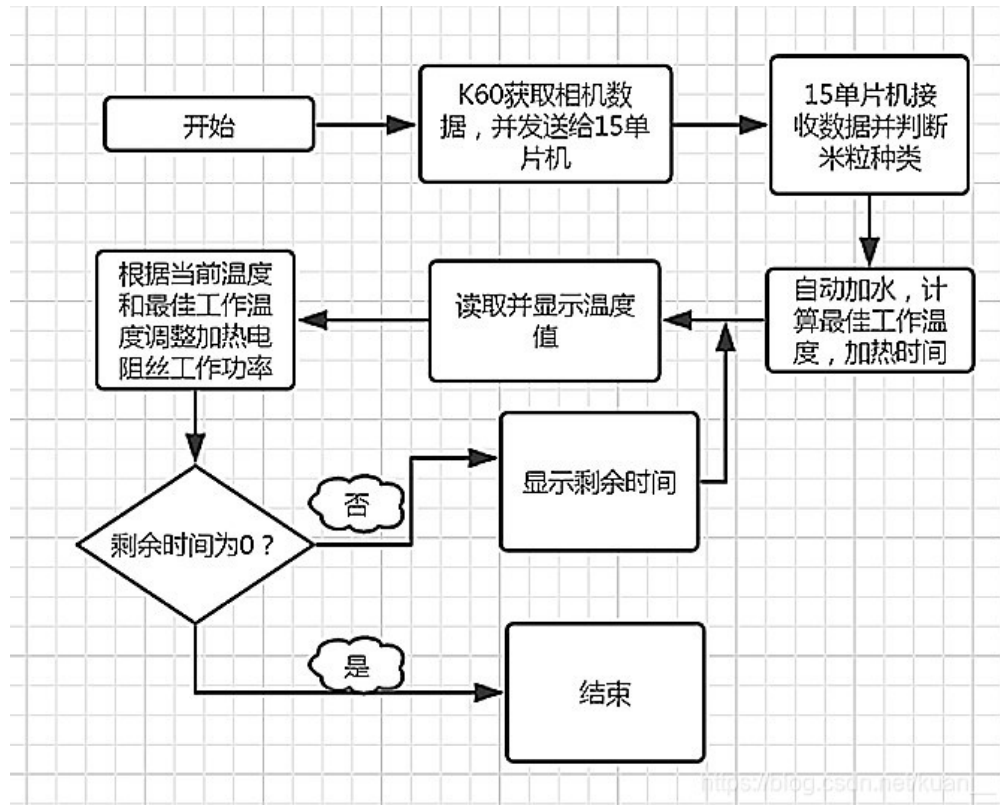 开始
K60获取相机数
据，并发送给15单
片机
15单片机接
收数据并判断
米粒种类
自动加水，计
算最佳工作温
度，加热时间
读取并显示温度
值
根据当前温度
和最佳工作温
度调整加热电
阻丝工作功率
剩余时间为0？
否
显示剩余时间
是
结束
https://blog.csdn.net/kuan